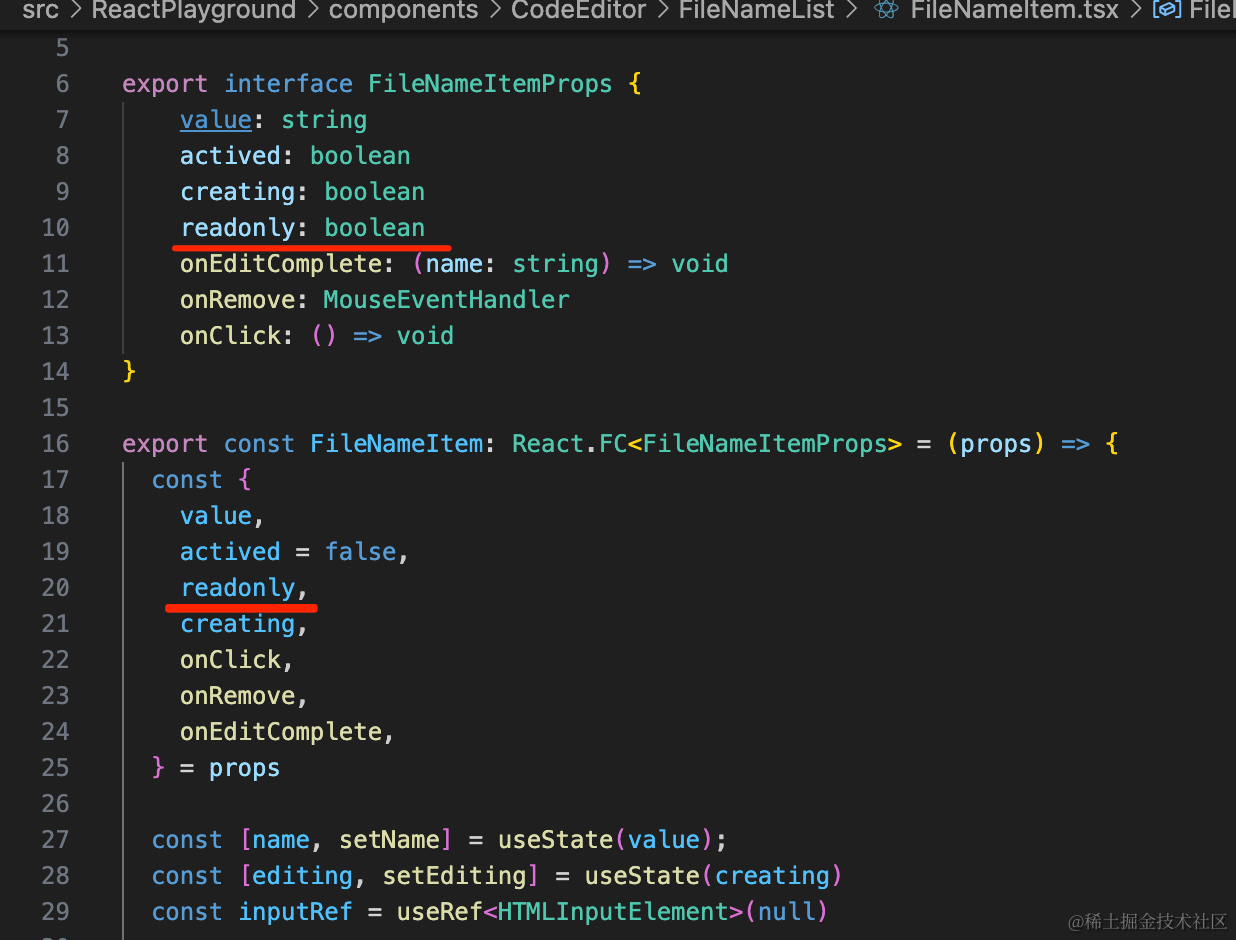 src > ReactPlayground > components > CodeEditor > FileNameList > FileNameItem.tsx > FileI
5
6 export interface FileNameItemProps {
7 value: string
8 actived: boolean
9 creating: boolean
10 readonly: boolean
11 onEditComplete: (name: string) => void
12 onRemove: MouseEventHandler
13 onClick: () => void
14 }
15
16 export const FileNameItem: React.FC<FileNameItemProps> = (props) => {
17 const {
18 value,
19 actived = false,
20 readonly,
21 creating,
22 onClick,
23 onRemove,
24 onEditComplete,
25 } = props
26
27 const [name, setName] = useState(value);
28 const [editing, setEditing] = useState(creating)
29 const inputRef = useRef<HTMLInputElement>(null)
@稀土掘金技术社区